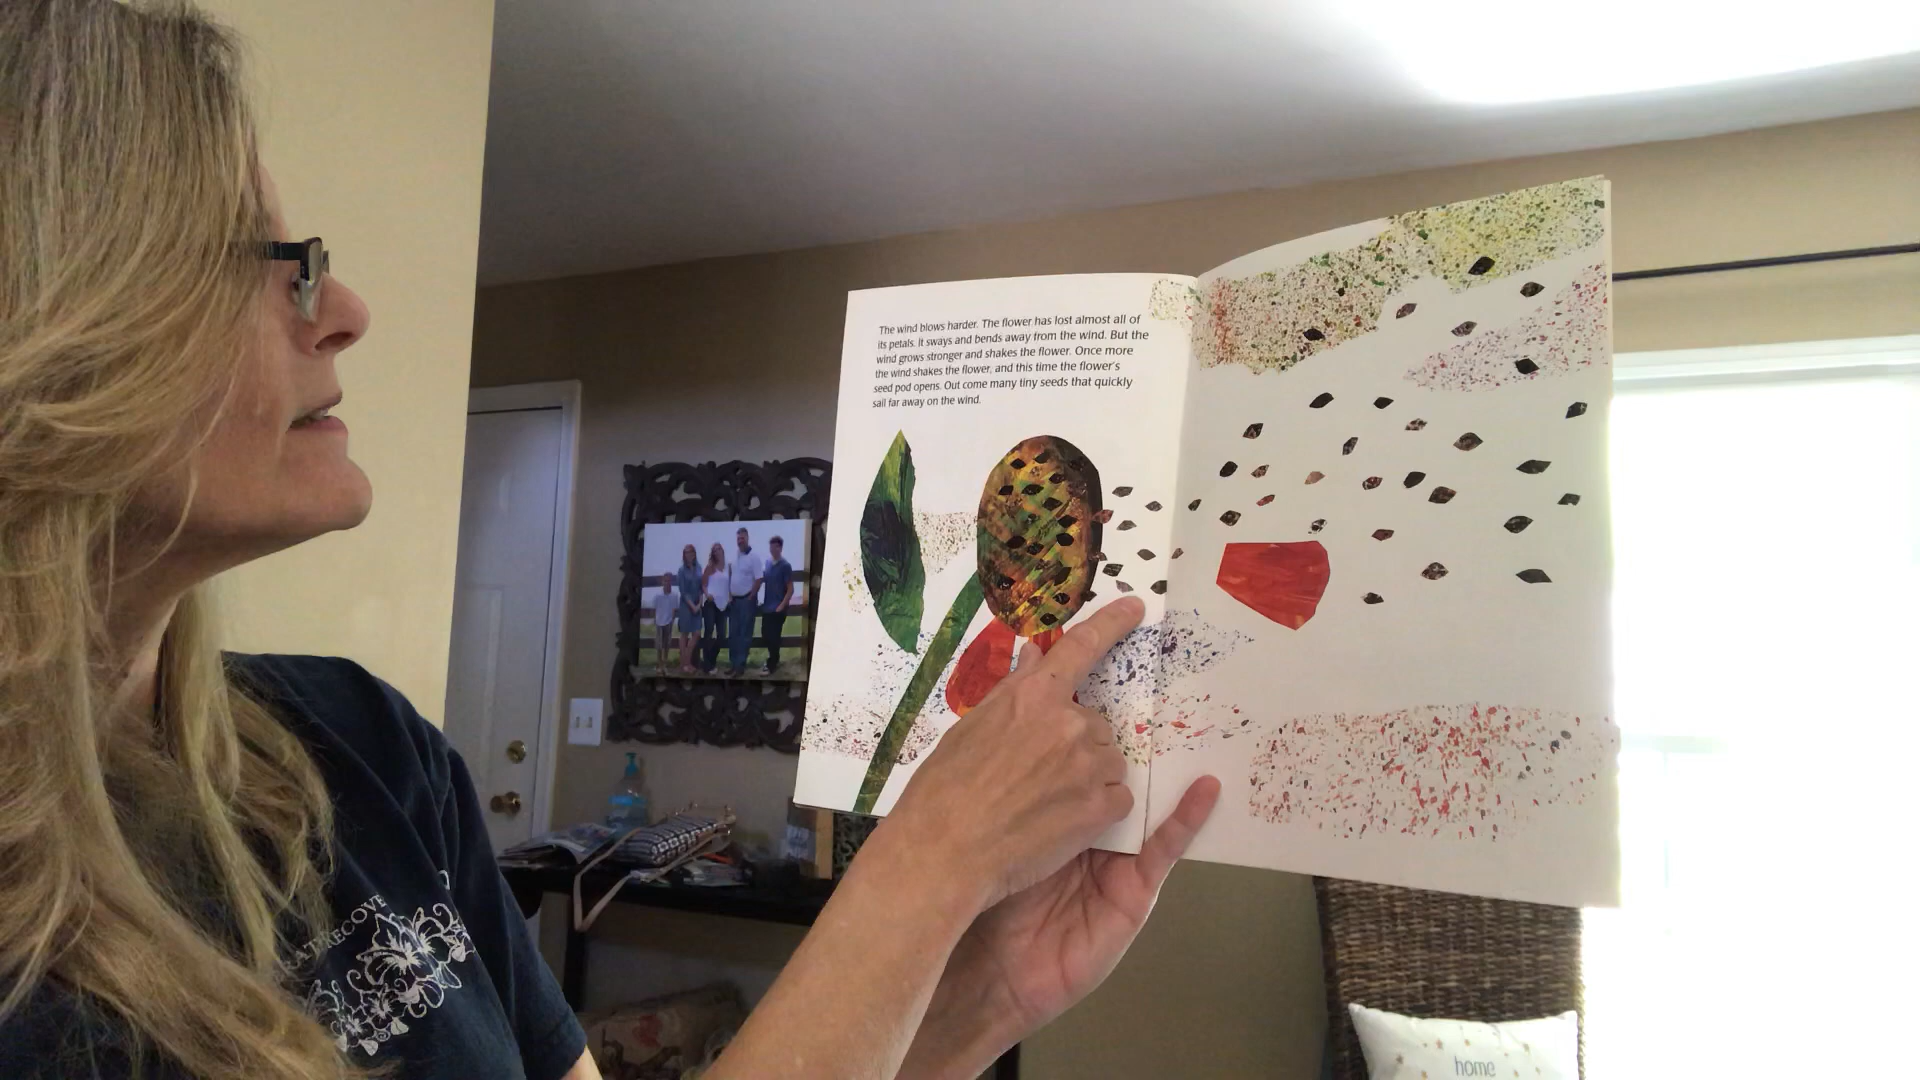 The wind blows harder. The flower has lost almost all of
its petals. It sways and bends away from the wind. But the
wind grows stronger and shakes the flower. Once more
the wind shakes the flower, and this time the flower's
seed pod opens. Out come many tiny seeds that quickly
sail far away on the wind.
AT RECOVE
home